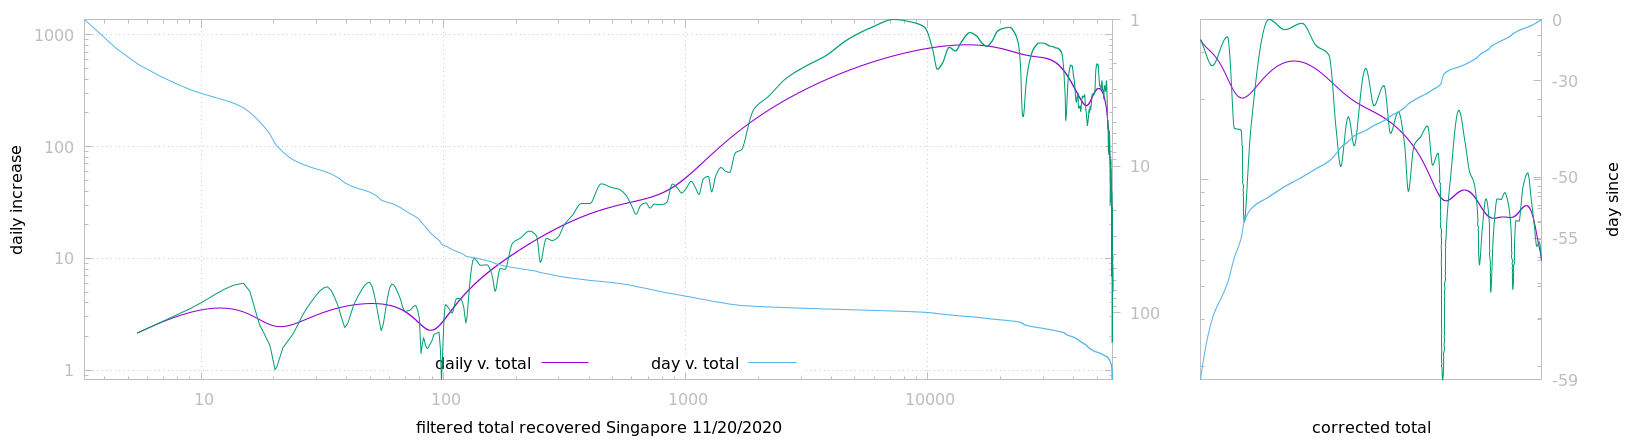 1000
100
10
1
daily increase
10
100
1000
10000
filtered total recovered Singapore 11/20/2020
daily v. total
day v. total
1
10
100
0
-30
-50
-55
-59
day since
corrected total